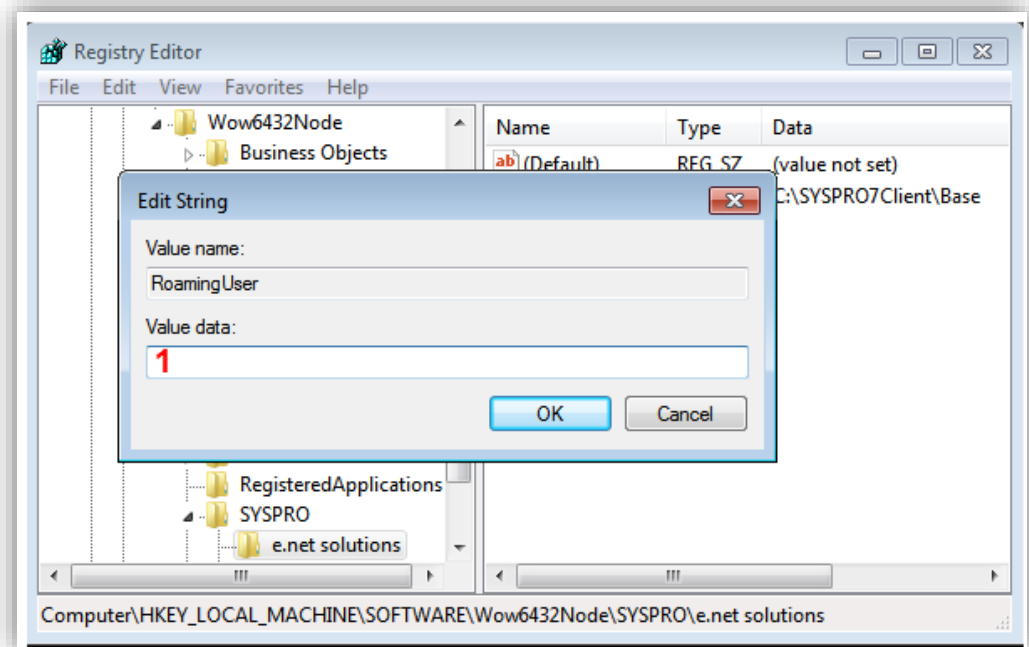 Registry Editor
File Edit View Favorites Help
Wow6432Node
Business Objects
Name Type Data
ab (Default) REG_SZ (value not set)
C:\SYSPRO7Client\Base
Edit String
Value name:
RoamingUser
Value data:
1
OK Cancel
RegisteredApplications
SYSPRO
e.net solutions
Computer\HKEY_LOCAL_MACHINE\SOFTWARE\Wow6432Node\SYSPRO\e.net solutions